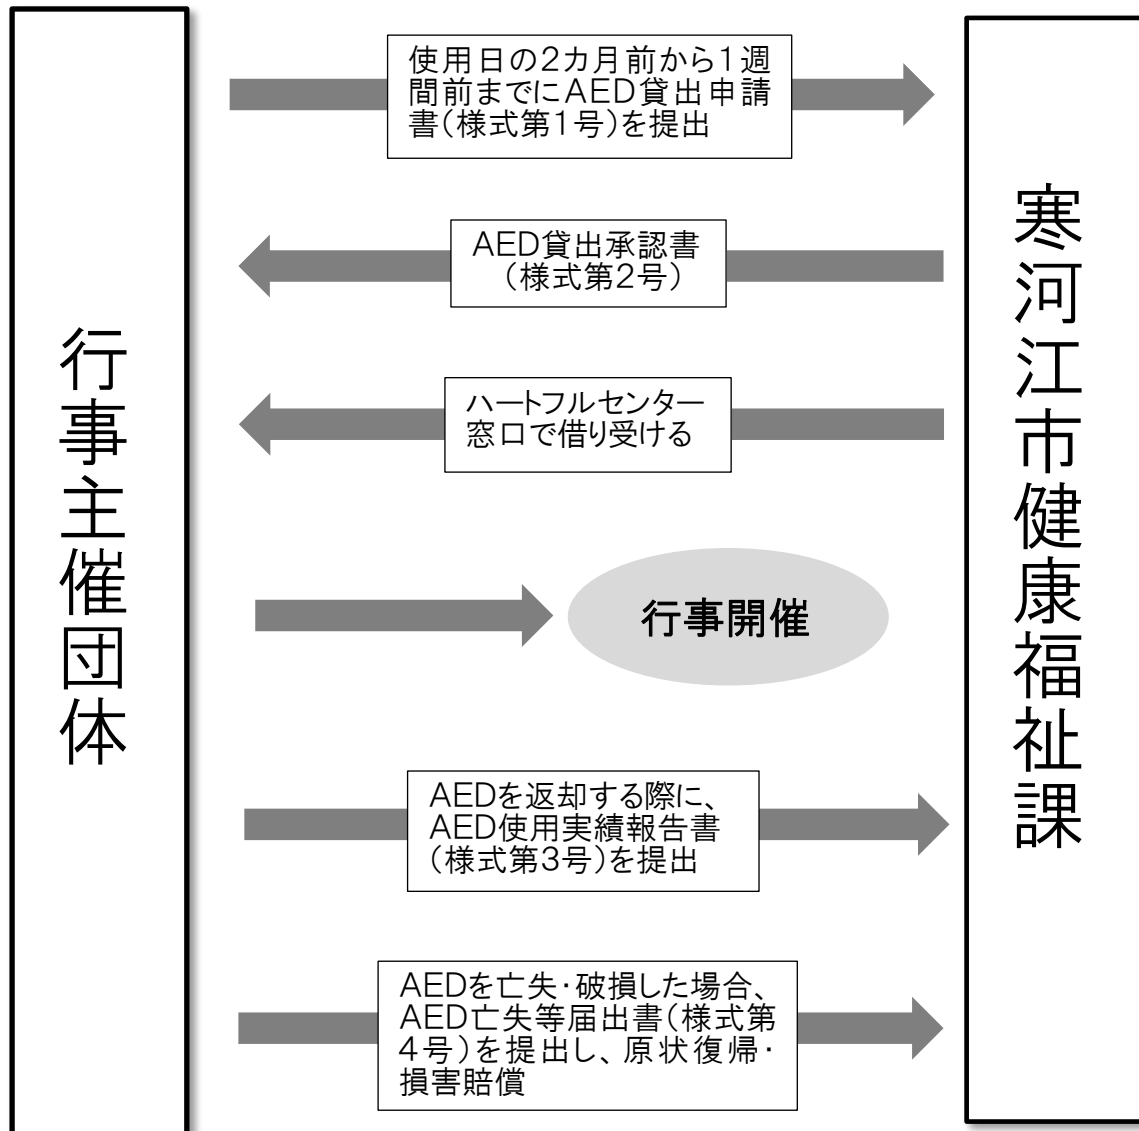 行事主催団体
使用日の2カ月前から1週
間前までにAED貸出申請
書(様式第1号)を提出
AED貸出承認書
(様式第2号)
ハートフルセンター
窓口で借り受ける
行事開催
AEDを返却する際に、
AED使用実績報告書
(様式第3号)を提出
AEDを亡失・破損した場合、
AED亡失等届出書(様式第
4号)を提出し、原状復帰・
損害賠償
寒河江市健康福祉課